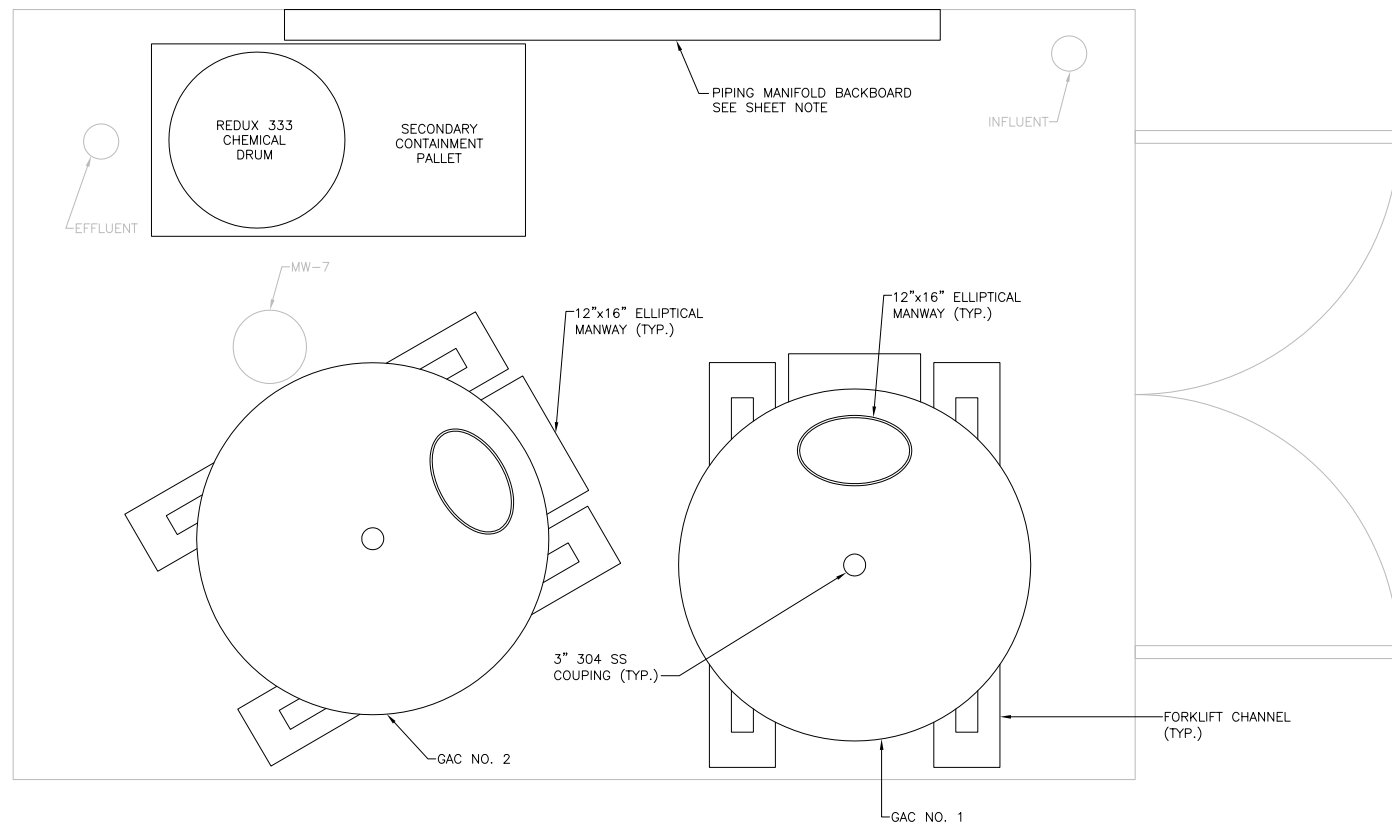 PIPING MANIFOLD BACKBOARD
SEE SHEET NOTE
INFLUENT
REDUX 333
CHEMICAL
DRUM
SECONDARY
CONTAINMENT
PALLET
EFFLUENT
MW-7
12"x16" ELLIPTICAL
MANWAY (TYP.)
12"x16" ELLIPTICAL
MANWAY (TYP.)
3" 304 SS
COUPING (TYP.)
FORKLIFT CHANNEL
(TYP.)
GAC NO. 2
GAC NO. 1